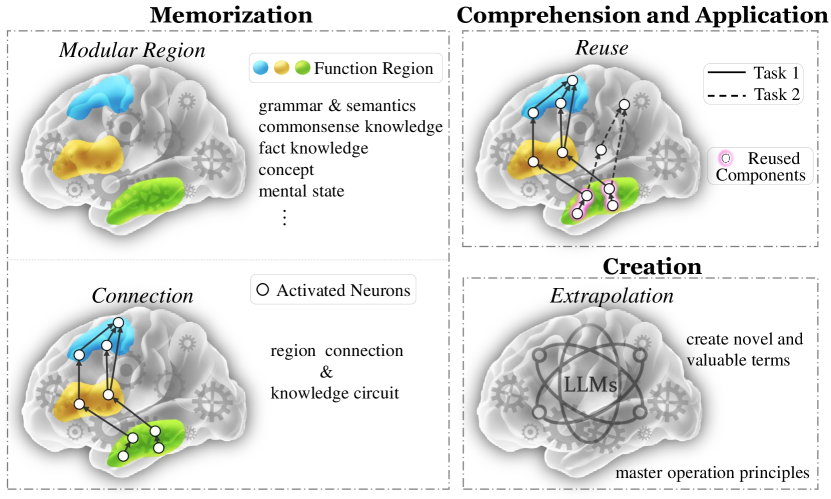 Memorization
Modular Region
Function Region
grammar & semantics
commonsense knowledge
fact knowledge
concept
mental state
⋮
Connection
Activated Neurons
region connection
&
knowledge circuit
Comprehension and Application
Reuse
Task 1
Task 2
Reused
Components
Creation
Extrapolation
LLMs
create novel and
valuable terms
master operation principles